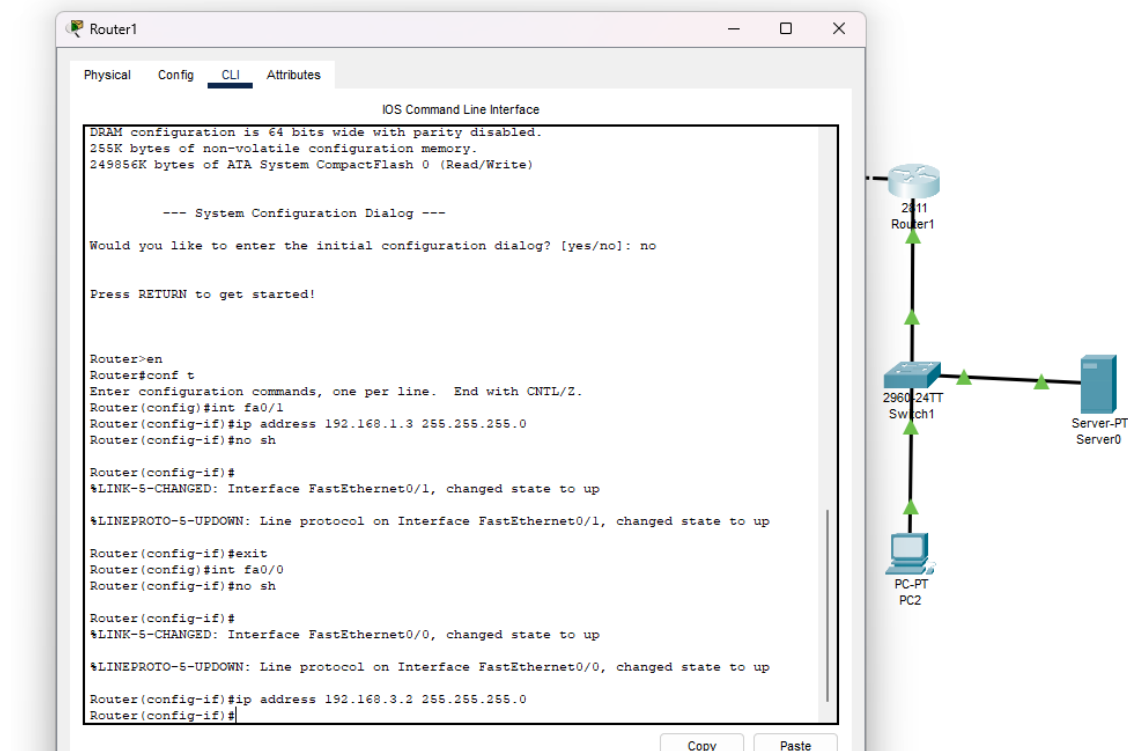 Router1
Physical Config CLI Attributes
IOS Command Line Interface
DRAM configuration is 64 bits wide with parity disabled.
255K bytes of non-volatile configuration memory.
249856K bytes of ATA System CompactFlash 0 (Read/Write)
--- System Configuration Dialog ---
Would you like to enter the initial configuration dialog? [yes/no]: no
Press RETURN to get started!
Router>en
Router#conf t
Enter configuration commands, one per line. End with CNTL/Z.
Router(config)#int fa0/1
Router(config-if)#ip address 192.168.1.3 255.255.255.0
Router(config-if)#no sh
Router(config-if)#
%LINK-5-CHANGED: Interface FastEthernet0/1, changed state to up
%LINEPROTO-5-UPDOWN: Line protocol on Interface FastEthernet0/1, changed state to up
Router(config-if)#exit
Router(config)#int fa0/0
Router(config-if)#no sh
Router(config-if)#
%LINK-5-CHANGED: Interface FastEthernet0/0, changed state to up
%LINEPROTO-5-UPDOWN: Line protocol on Interface FastEthernet0/0, changed state to up
Router(config-if)#ip address 192.168.3.2 255.255.255.0
Router(config-if)#
Copy Paste
2811
Router1
2960-24TT
Switch1
Server-PT
Server0
PC-PT
PC2